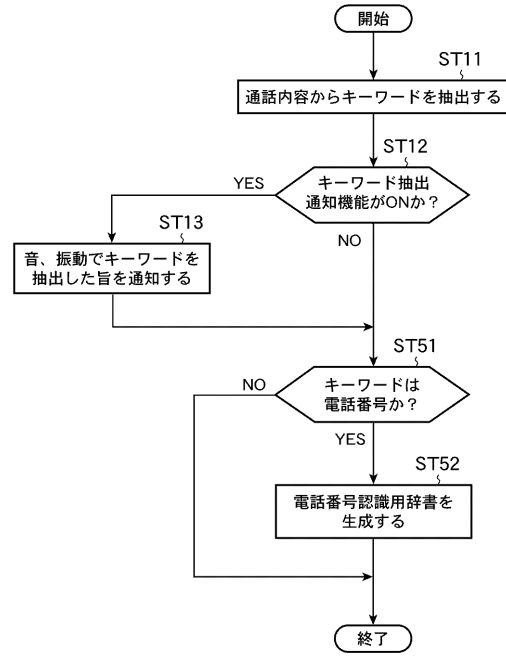 開始
ST11
通話内容からキーワードを抽出する
ST12
キーワード抽出
通知機能がONか？
YES
NO
ST13
音、振動でキーワードを
抽出した旨を通知する
ST51
キーワードは
電話番号か？
NO
YES
ST52
電話番号認識用辞書を
生成する
終了